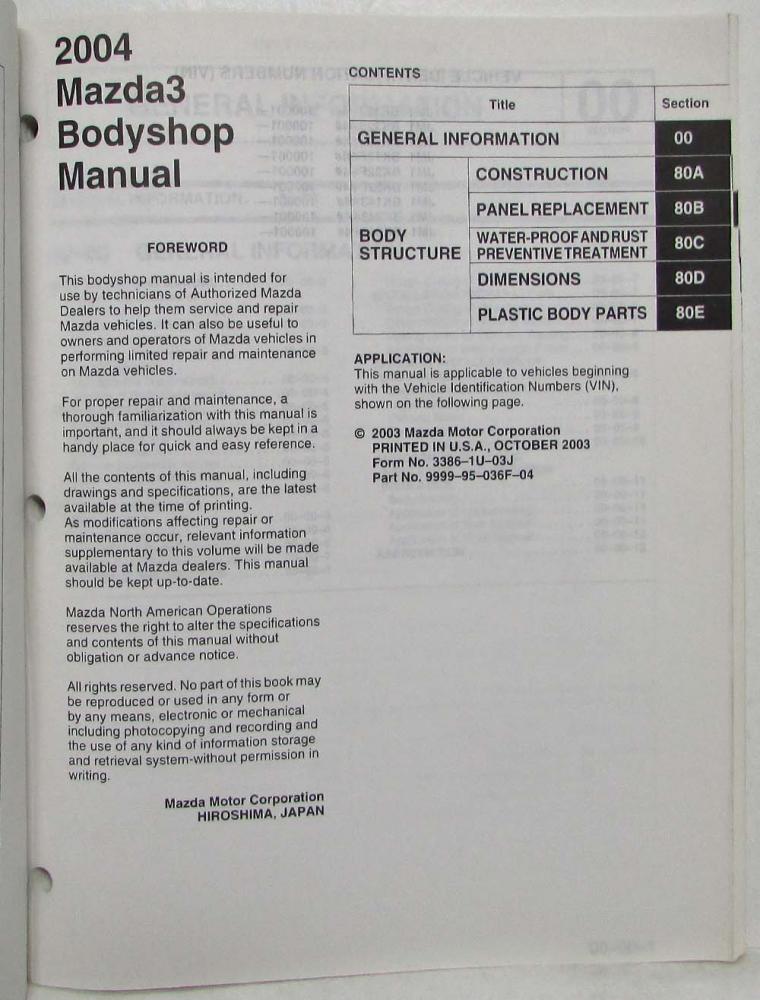 2004
Mazda3
Bodyshop
Manual
FOREWORD
This bodyshop manual is intended for
use by technicians of Authorized Mazda
Dealers to help them service and repair
Mazda vehicles. It can also be useful to
owners and operators of Mazda vehicles in
performing limited repair and maintenance
on Mazda vehicles.
For proper repair and maintenance, a
thorough familiarization with this manual is
important, and it should always be kept in a
handy place for quick and easy reference.
All the contents of this manual, including
drawings and specifications, are the latest
available at the time of printing.
As modifications affecting repair or
maintenance occur, relevant information
supplementary to this volume will be made
available at Mazda dealers. This manual
should be kept up-to-date.
Mazda North American Operations
reserves the right to alter the specifications
and contents of this manual without
obligation or advance notice.
All rights reserved. No part of this book may
be reproduced or used in any form or
by any means, electronic or mechanical
including photocopying and recording and
the use of any kind of information storage
and retrieval system-without permission in
writing.
Mazda Motor Corporation
HIROSHIMA, JAPAN
CONTENTS
Title Section
GENERAL INFORMATION 00
BODY
STRUCTURE
CONSTRUCTION 80A
PANEL REPLACEMENT 80B
WATER-PROOF AND RUST
PREVENTIVE TREATMENT 80C
DIMENSIONS 80D
PLASTIC BODY PARTS 80E
APPLICATION:
This manual is applicable to vehicles beginning
with the Vehicle Identification Numbers (VIN),
shown on the following page.
© 2003 Mazda Motor Corporation
PRINTED IN U.S.A., OCTOBER 2003
Form No. 3386–1U–03J
Part No. 9999–95–036F–04